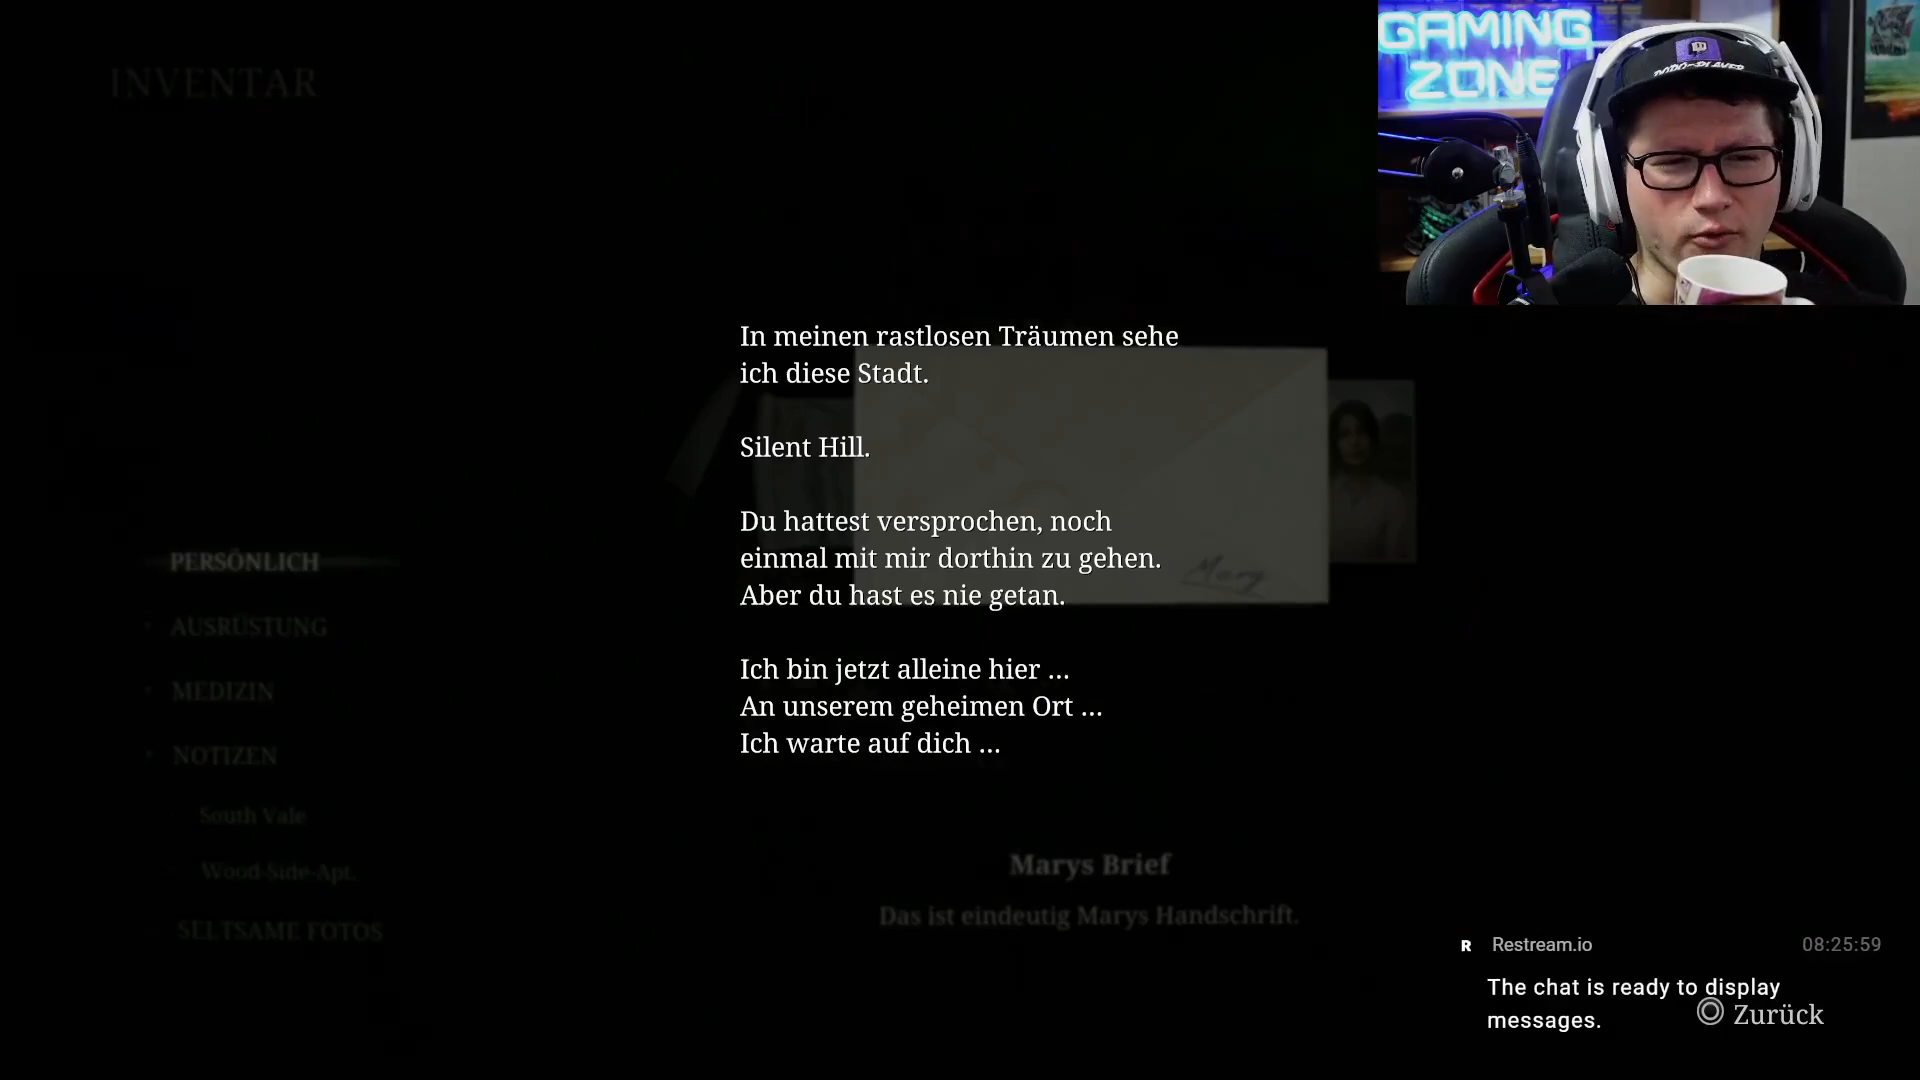 INVENTAR
GAMING
ZONE
In meinen rastlosen Träumen sehe
ich diese Stadt.
Silent Hill.
Du hattest versprochen, noch
einmal mit mir dorthin zu gehen.
Aber du hast es nie getan.
Ich bin jetzt alleine hier ...
An unserem geheimen Ort ...
Ich warte auf dich ...
Mary
PERSÖNLICH
AUSRÜSTUNG
MEDIZIN
NOTIZEN
South Vale
Wood-Side-Apt.
SELTSAME FOTOS
Marys Brief
Das ist eindeutig Marys Handschrift.
R Restream.io 08:25:59
The chat is ready to display
messages.
Zurück